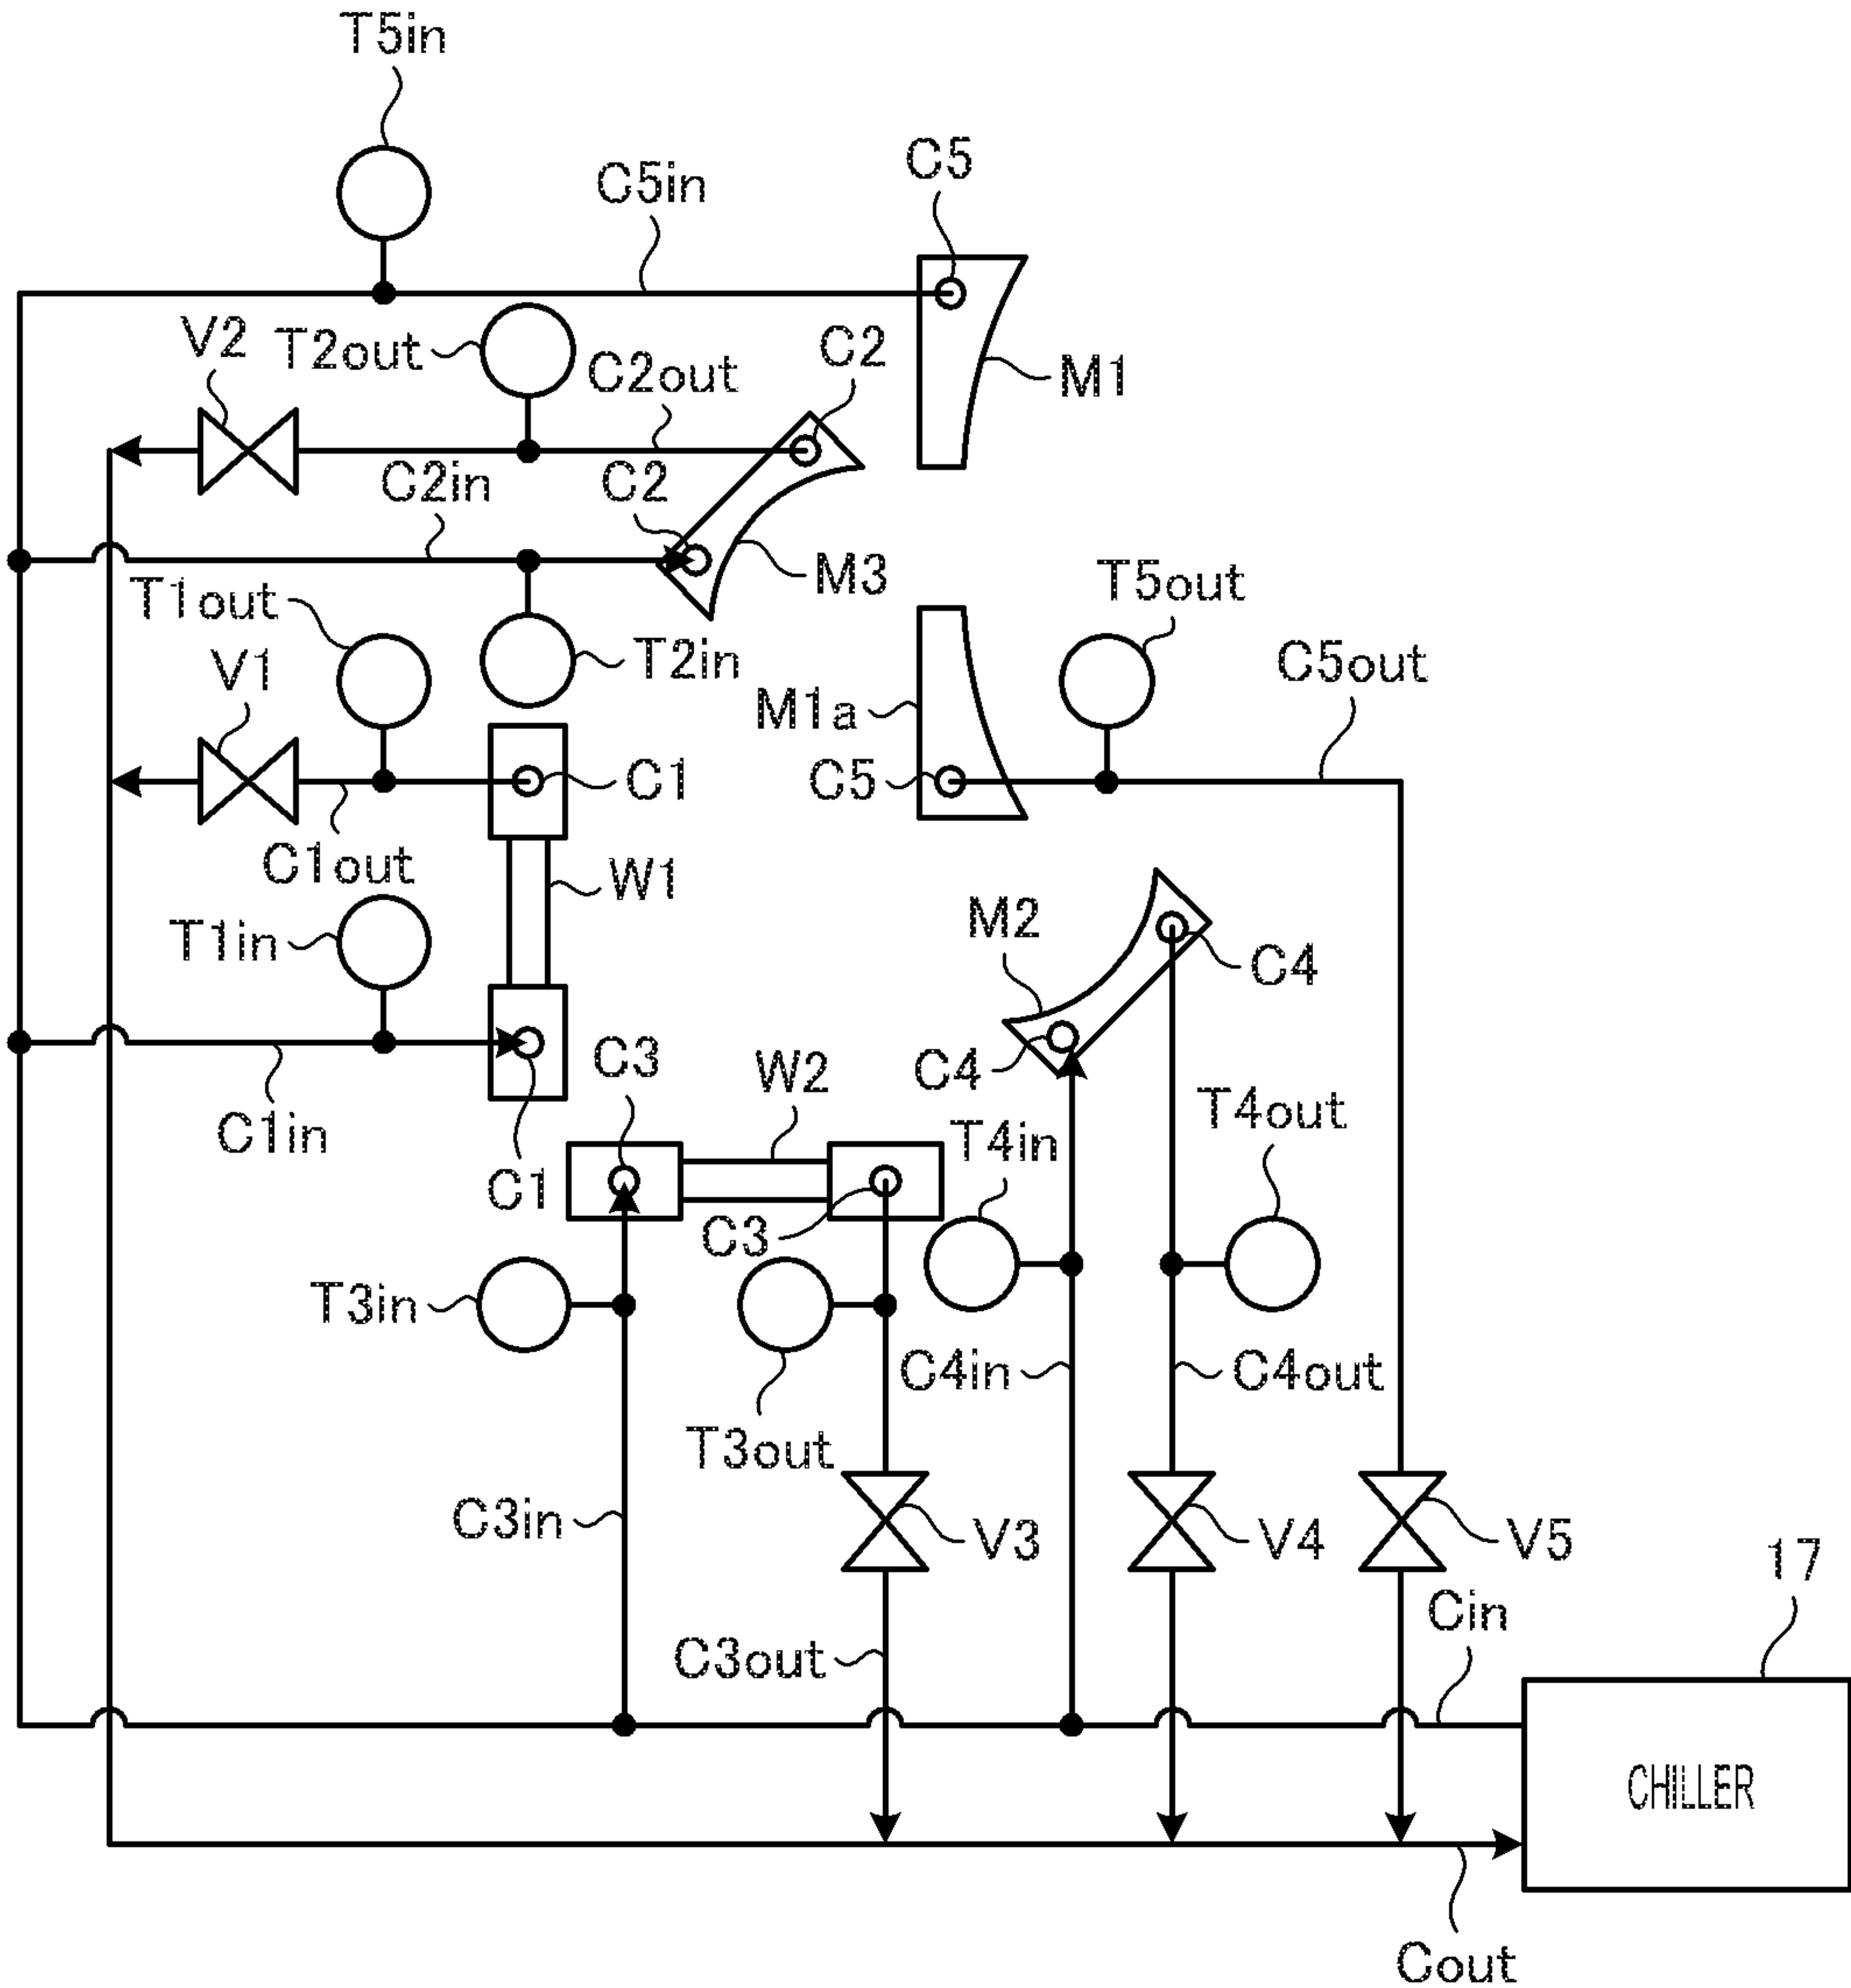 T5in
C5in
C5
V2
T2out
C2out
C2
M1
C2in
C2
M3
T1out
T5out
V1
T2in
C5out
M1a
C1
C5
C1out
W1
M2
T1in
C4
C3
C4
W2
C1in
T4in
T4out
C1
C3
T3in
C4in
C4out
T3out
C3in
V3
V4
V5
17
Cin
C3out
CHILLER
Cout